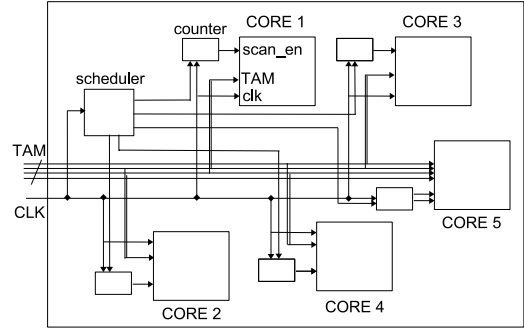 CORE 1
CORE 3
counter
scan_en
scheduler
TAM
clk
TAM
CLK
CORE 5
CORE 2
CORE 4